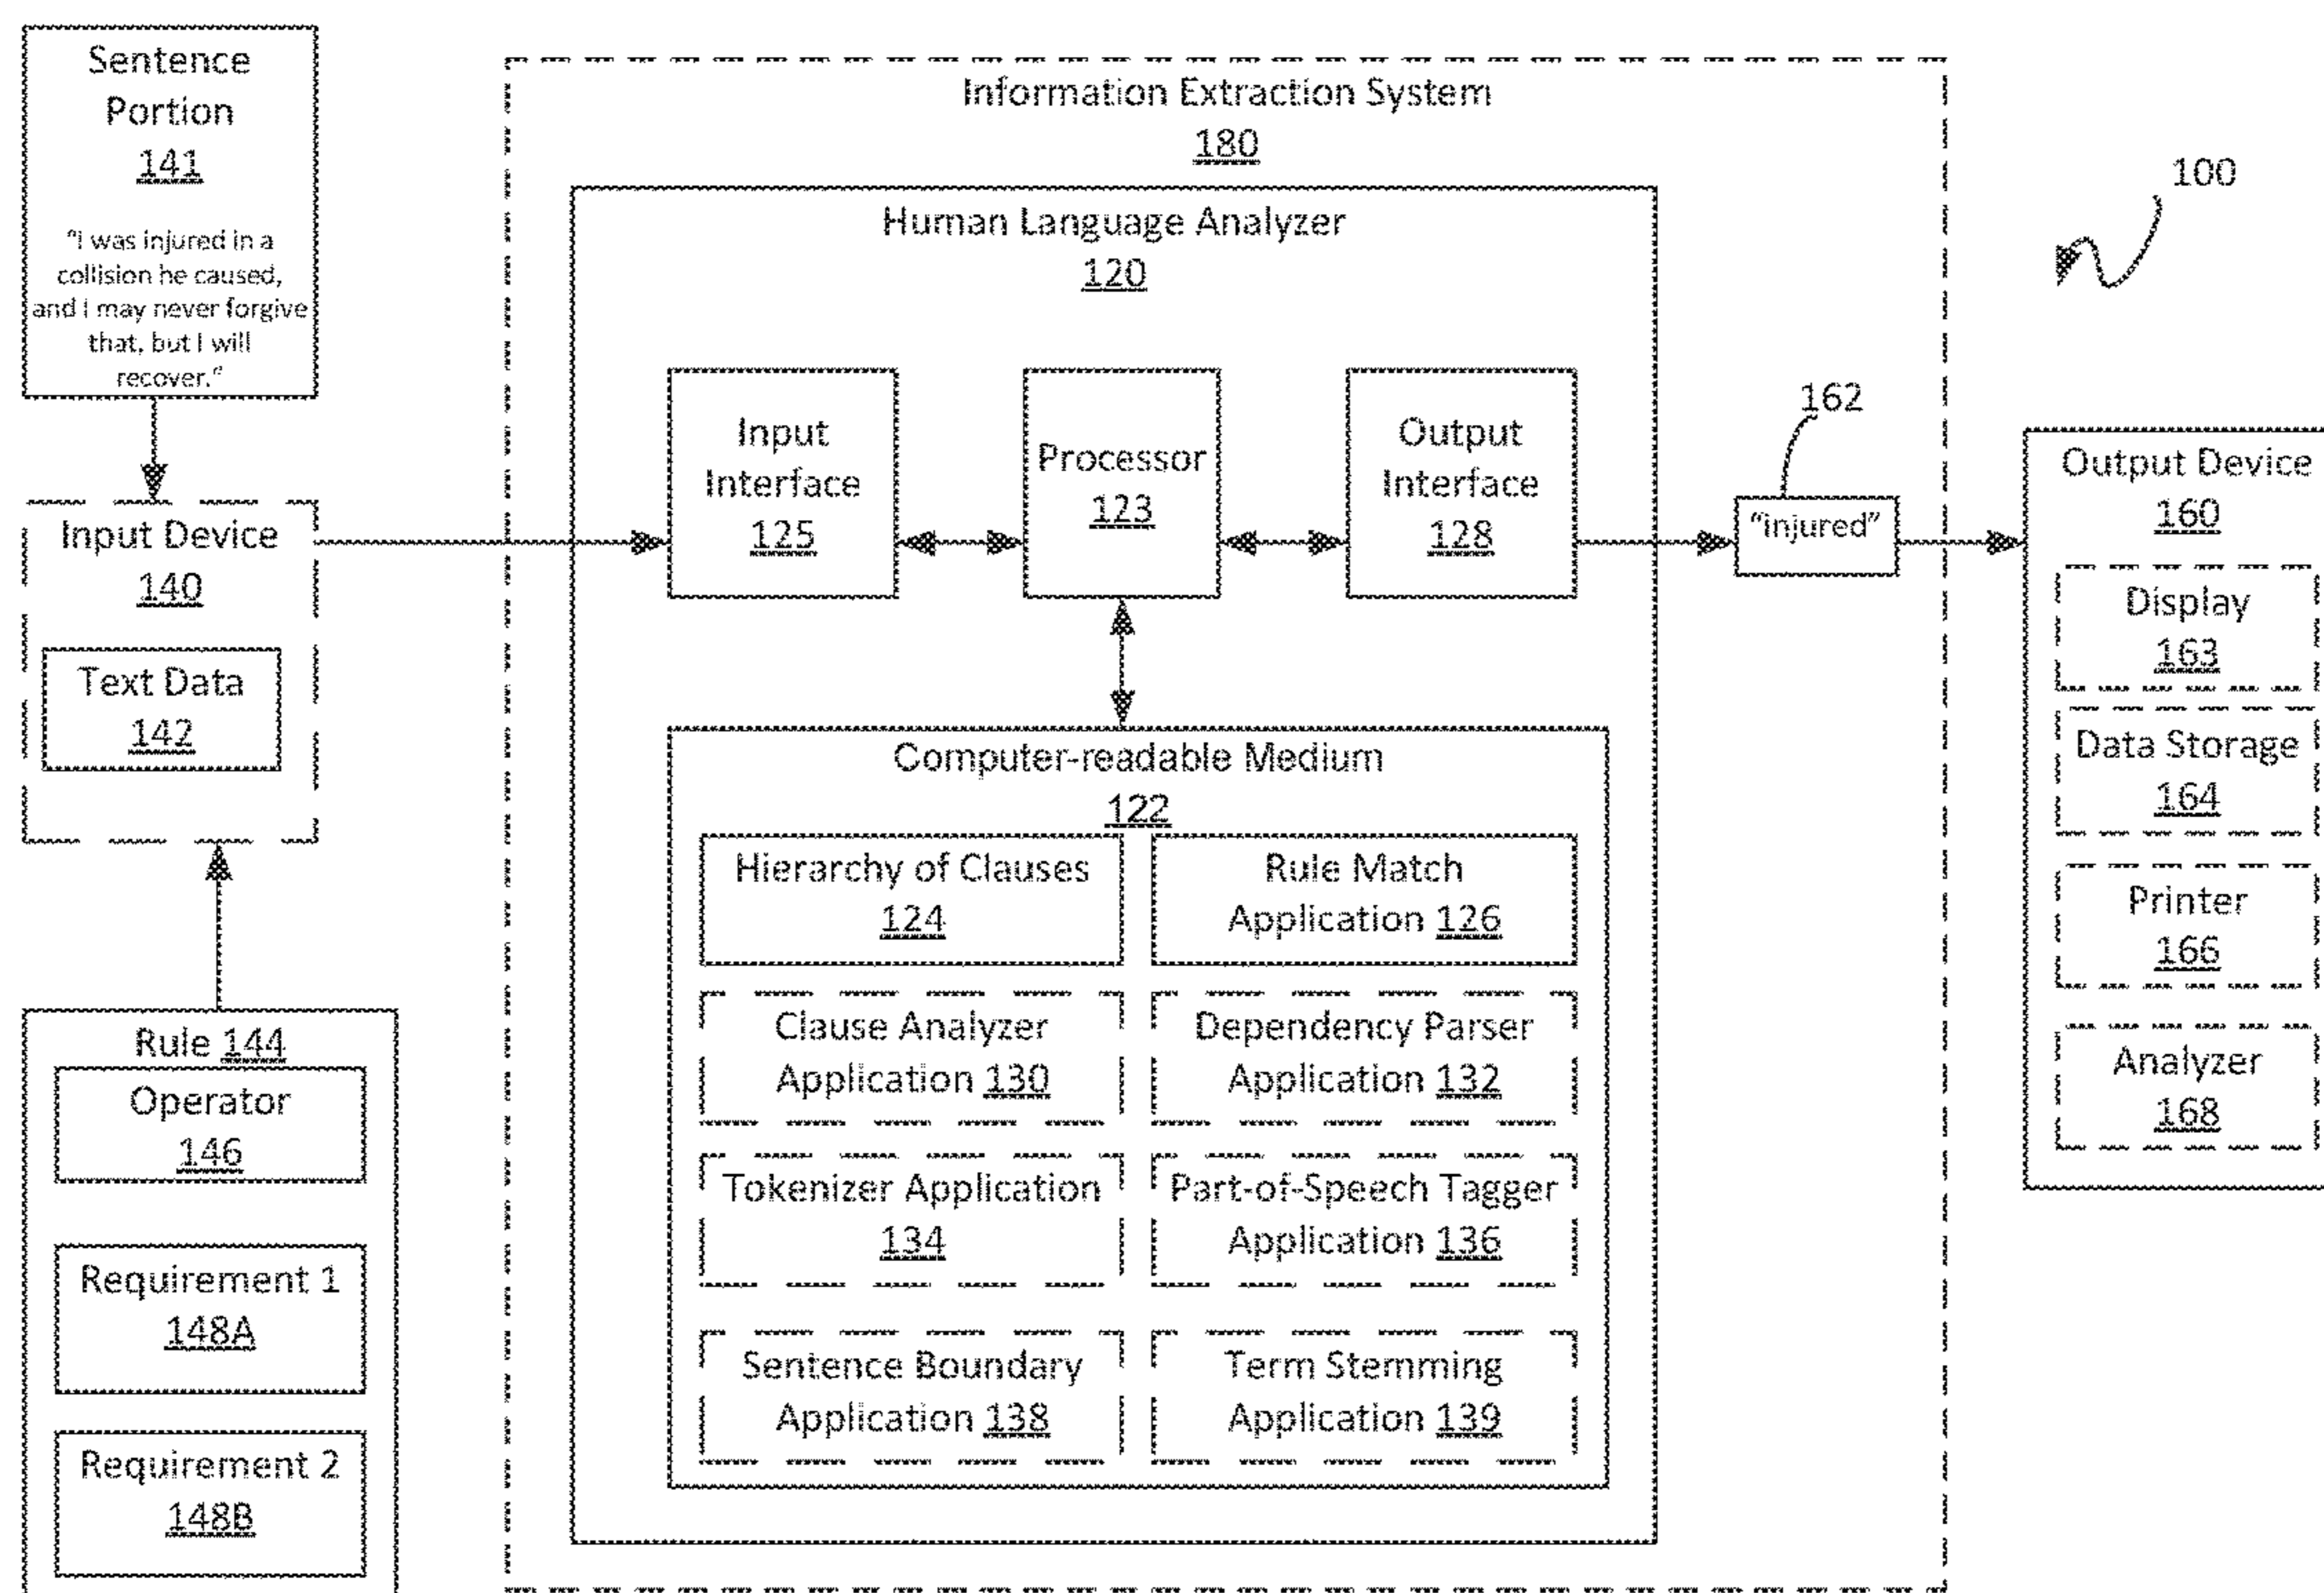 Sentence
Portion
141
"I was injured in a
collision he caused,
and I may never forgive
that, but I will
recover."
Input Device
140
Text Data
142
Rule 144
Operator
146
Requirement 1
148A
Requirement 2
148B
Information Extraction System
180
Human Language Analyzer
120
Input
Interface
125
Processor
123
Output
Interface
128
Computer-readable Medium
122
Hierarchy of Clauses
124
Rule Match
Application 126
Clause Analyzer
Application 130
Dependency Parser
Application 132
Tokenizer Application
134
Part-of-Speech Tagger
Application 136
Sentence Boundary
Application 138
Term Stemming
Application 139
162
"injured"
100
Output Device
160
Display
163
Data Storage
164
Printer
166
Analyzer
168